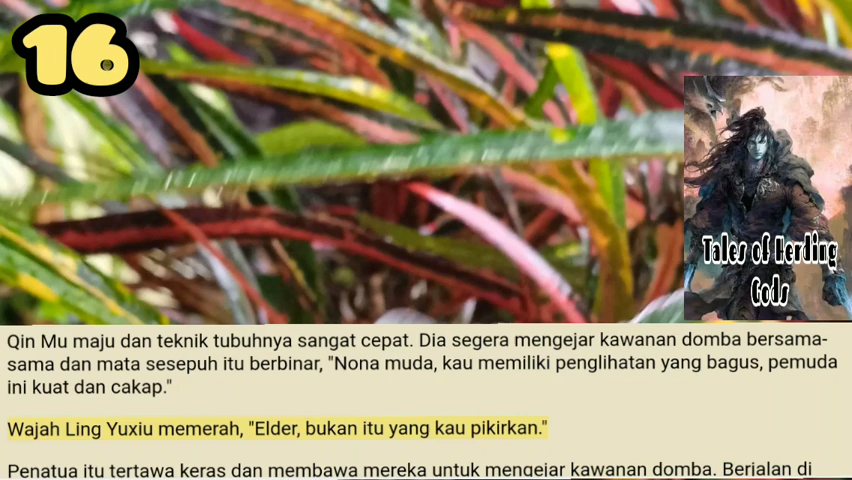 16
Tales of Herding
Gods
Qin Mu maju dan teknik tubuhnya sangat cepat. Dia segera mengejar kawanan domba bersama-
sama dan mata sesepuh itu berbinar, "Nona muda, kau memiliki penglihatan yang bagus, pemuda
ini kuat dan cakap."
Wajah Ling Yuxiu memerah, "Elder, bukan itu yang kau pikirkan."
Penatua itu tertawa keras dan membawa mereka untuk mengejar kawanan domba. Berjalan di